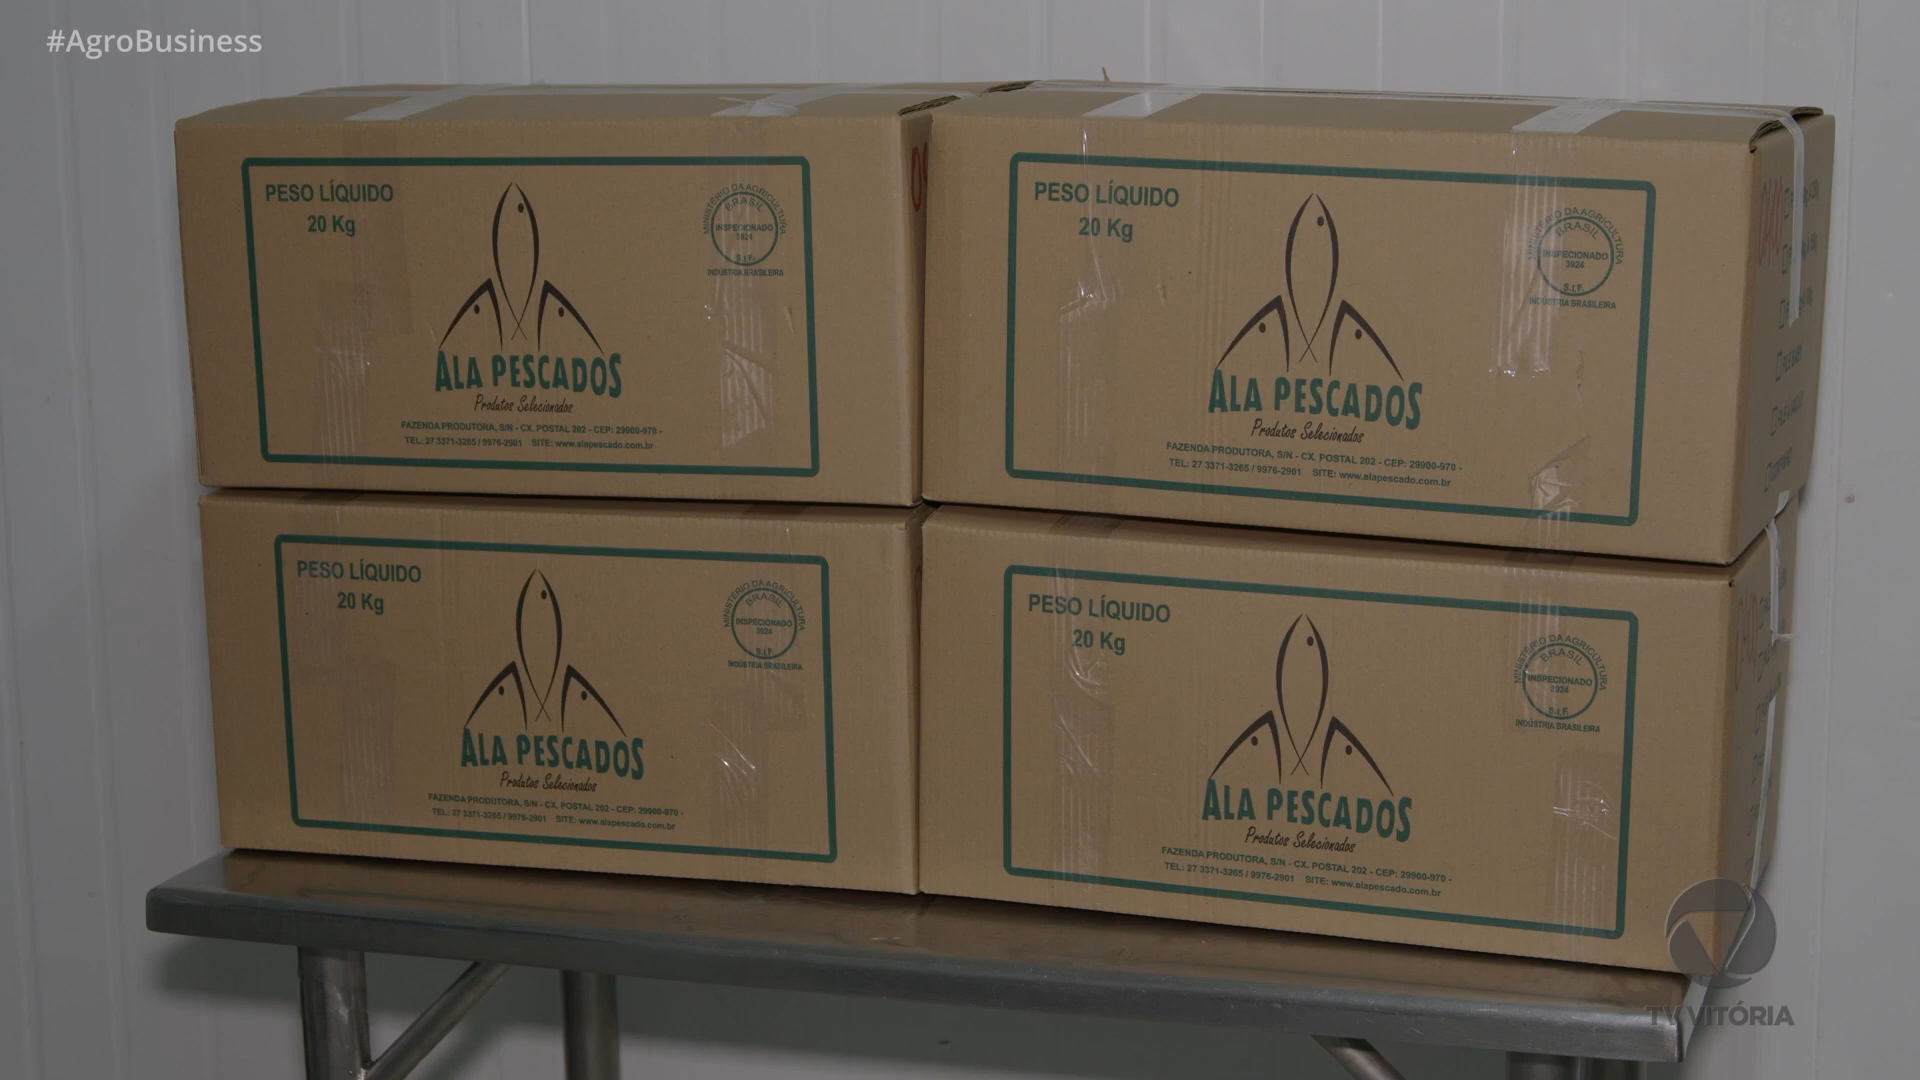 #AgroBusiness
PESO LÍQUIDO
20 Kg
MINISTÉRIO DA AGRICULTURA
BRASIL
INSPECIONADO
3924
S.I.F.
INDÚSTRIA BRASILEIRA
ALA PESCADOS
Produtos Selecionados
FAZENDA PRODUTORA, S/N - CX. POSTAL 202 - CEP: 29900-970 -
TEL: 27 3371-3265 / 9976-2901 SITE: www.alapescado.com.br
PESO LÍQUIDO
20 Kg
MINISTÉRIO DA AGRICULTURA
BRASIL
INSPECIONADO
3924
S.I.F.
INDÚSTRIA BRASILEIRA
ALA PESCADOS
Produtos Selecionados
FAZENDA PRODUTORA, S/N - CX. POSTAL 202 - CEP: 29900-970 -
TEL: 27 3371-3265 / 9976-2901 SITE: www.alapescado.com.br
PESO LÍQUIDO
20 Kg
MINISTÉRIO DA AGRICULTURA
BRASIL
INSPECIONADO
3924
S.I.F.
INDÚSTRIA BRASILEIRA
ALA PESCADOS
Produtos Selecionados
FAZENDA PRODUTORA, S/N - CX. POSTAL 202 - CEP: 29900-970 -
TEL: 27 3371-3265 / 9976-2901 SITE: www.alapescado.com.br
PESO LÍQUIDO
20 Kg
MINISTÉRIO DA AGRICULTURA
BRASIL
INSPECIONADO
3924
S.I.F.
INDÚSTRIA BRASILEIRA
ALA PESCADOS
Produtos Selecionados
FAZENDA PRODUTORA, S/N - CX. POSTAL 202 - CEP: 29900-970 -
TEL: 27 3371-3265 / 9976-2901 SITE: www.alapescado.com.br
TV VITÓRIA